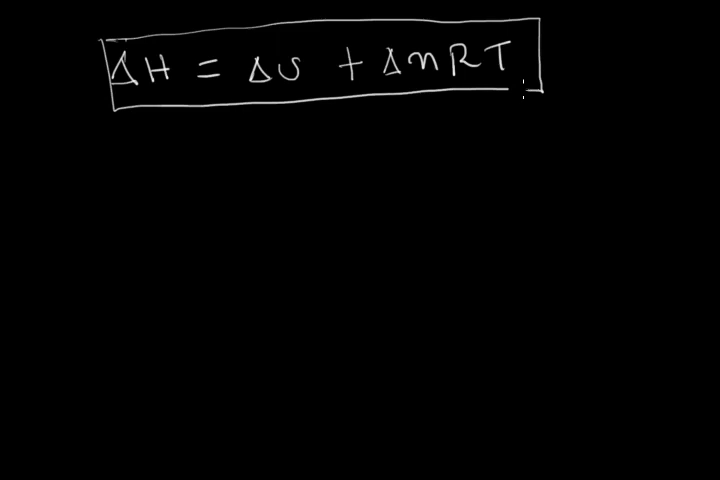 ΔH = ΔU + ΔnRT